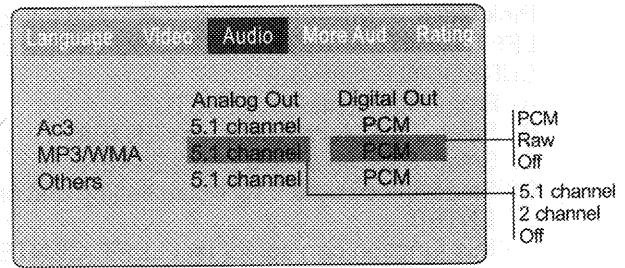 Language Video Audio More Aud Rating
Analog Out Digital Out
Ac3 5.1 channel PCM
MP3/WMA 5.1 channel PCM
Others 5.1 channel PCM
PCM
Raw
Off
5.1 channel
2 channel
Off